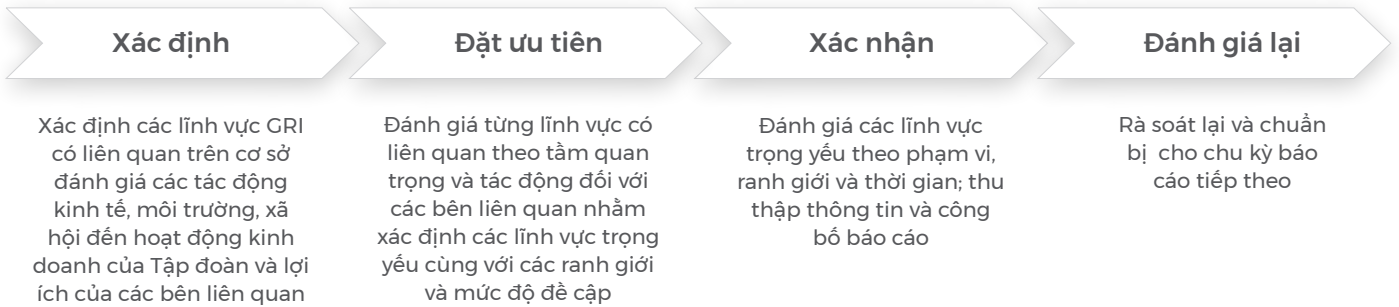 Xác định
Xác định các lĩnh vực GRI
có liên quan trên cơ sở
đánh giá các tác động
kinh tế, môi trường, xã
hội đến hoạt động kinh
doanh của Tập đoàn và lợi
ích của các bên liên quan
Đặt ưu tiên
Đánh giá từng lĩnh vực có
liên quan theo tầm quan
trọng và tác động đối với
các bên liên quan nhằm
xác định các lĩnh vực trọng
yếu cùng với các ranh giới
và mức độ đề cập
Xác nhận
Đánh giá các lĩnh vực
trọng yếu theo phạm vi,
ranh giới và thời gian; thu
thập thông tin và công
bố báo cáo
Đánh giá lại
Rà soát lại và chuẩn
bị cho chu kỳ báo
cáo tiếp theo